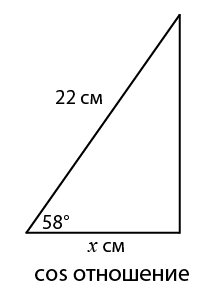 22 см
58°
x см
cos отношение